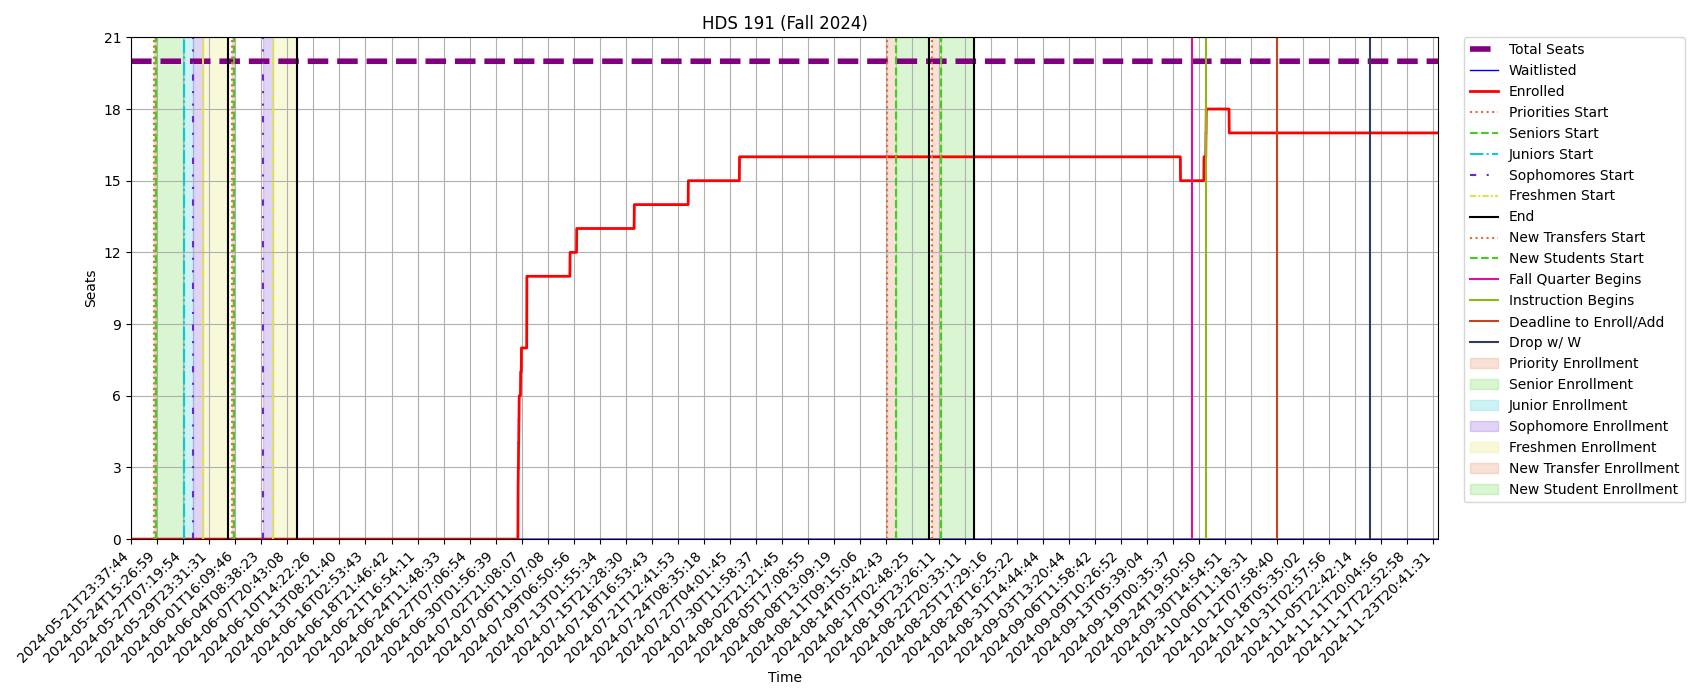 HDS 191 (Fall 2024)
Seats
21
18
15
12
9
6
3
0
2024-05-21T23:37:44
2024-05-24T15:26:59
2024-05-27T07:19:54
2024-05-29T23:31:31
2024-06-01T16:09:46
2024-06-04T08:38:23
2024-06-07T20:43:08
2024-06-10T14:22:26
2024-06-13T08:21:40
2024-06-16T02:53:43
2024-06-18T21:46:42
2024-06-21T16:54:11
2024-06-24T11:48:33
2024-06-27T07:06:54
2024-06-30T01:56:39
2024-07-02T21:08:07
2024-07-06T11:07:08
2024-07-09T06:50:56
2024-07-13T01:55:34
2024-07-15T21:28:30
2024-07-18T16:53:43
2024-07-21T12:41:53
2024-07-24T08:35:18
2024-07-27T04:01:45
2024-07-30T11:58:37
2024-08-02T21:21:45
2024-08-05T17:08:55
2024-08-08T13:09:19
2024-08-11T09:15:06
2024-08-14T05:42:43
2024-08-17T02:48:25
2024-08-19T23:26:11
2024-08-22T20:33:11
2024-08-25T17:29:16
2024-08-28T16:25:22
2024-08-31T14:44:44
2024-09-03T13:20:44
2024-09-06T11:58:42
2024-09-09T10:26:52
2024-09-13T05:39:04
2024-09-19T00:35:37
2024-09-24T19:50:50
2024-09-30T14:54:51
2024-10-06T11:18:31
2024-10-12T07:58:40
2024-10-18T05:35:02
2024-10-31T02:57:56
2024-11-05T22:42:14
2024-11-11T20:04:56
2024-11-17T22:52:58
2024-11-23T20:41:31
Time
Total Seats
Waitlisted
Enrolled
Priorities Start
Seniors Start
Juniors Start
Sophomores Start
Freshmen Start
End
New Transfers Start
New Students Start
Fall Quarter Begins
Instruction Begins
Deadline to Enroll/Add
Drop w/ W
Priority Enrollment
Senior Enrollment
Junior Enrollment
Sophomore Enrollment
Freshmen Enrollment
New Transfer Enrollment
New Student Enrollment